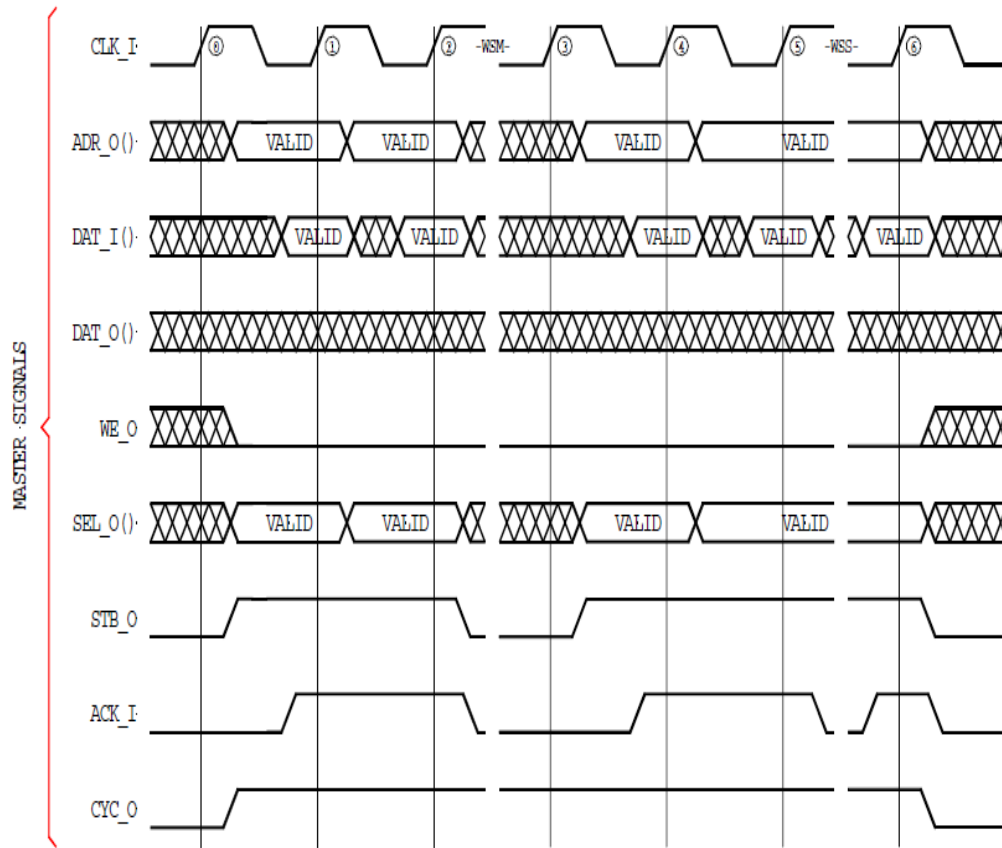 MASTER SIGNALS
CLK_I
⓪ ① ② -WSM- ③ ④ ⑤ -WSS- ⑥
ADR_O() VALID VALID VALID VALID
DAT_I() VALID VALID VALID VALID VALID
DAT_O()
WE_O
SEL_O() VALID VALID VALID VALID
STB_O
ACK_I
CYC_O